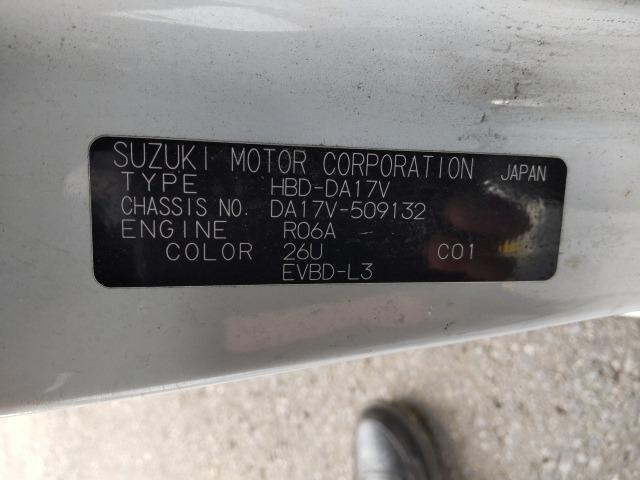 SUZUKI MOTOR CORPORATION JAPAN
TYPE HBD-DA17V
CHASSIS NO. DA17V-509132
ENGINE R06A
COLOR 26U C01
EVBD-L3